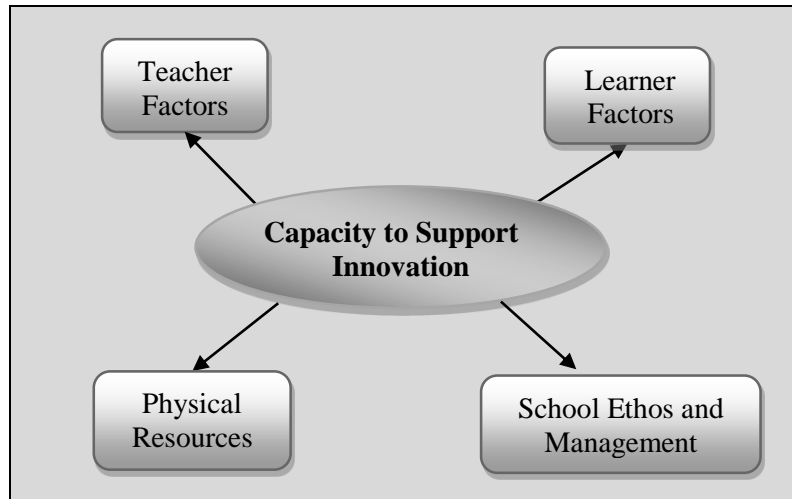 Teacher
Factors
Learner
Factors
Capacity to Support
Innovation
Physical
Resources
School Ethos and
Management